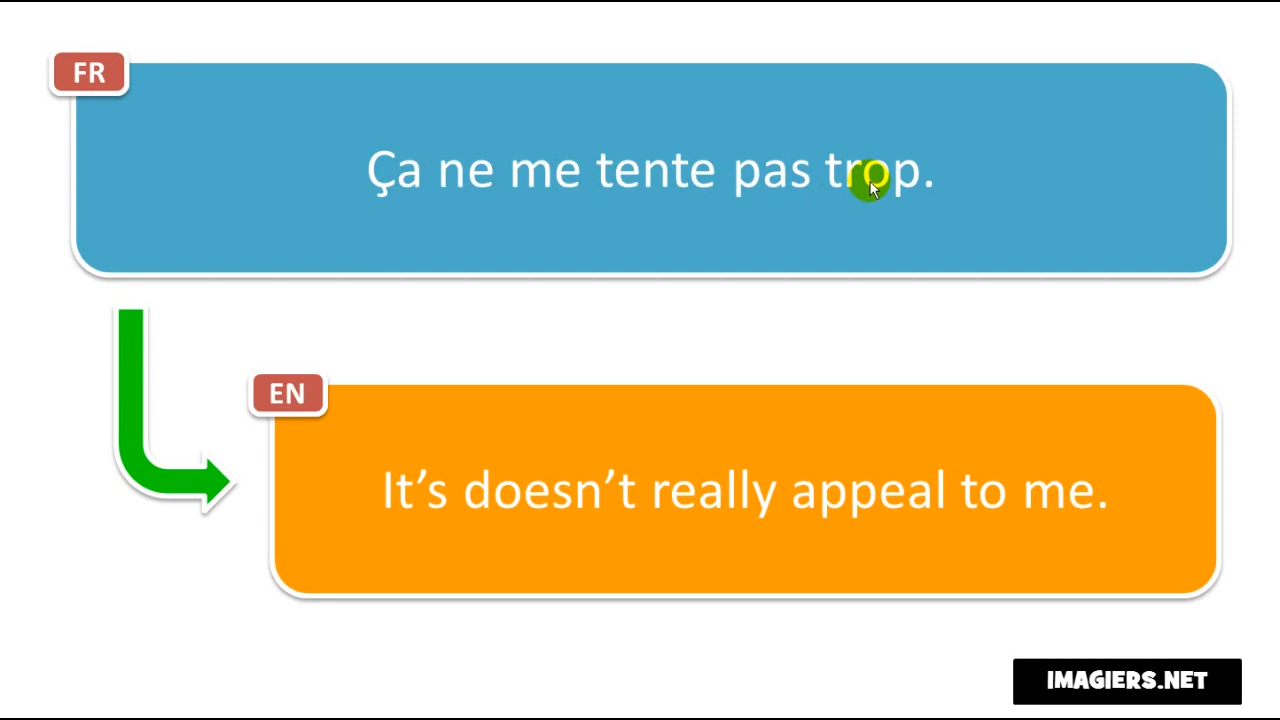 FR
Ça ne me tente pas trop.
EN
It’s doesn’t really appeal to me.
IMAGIERS.NET